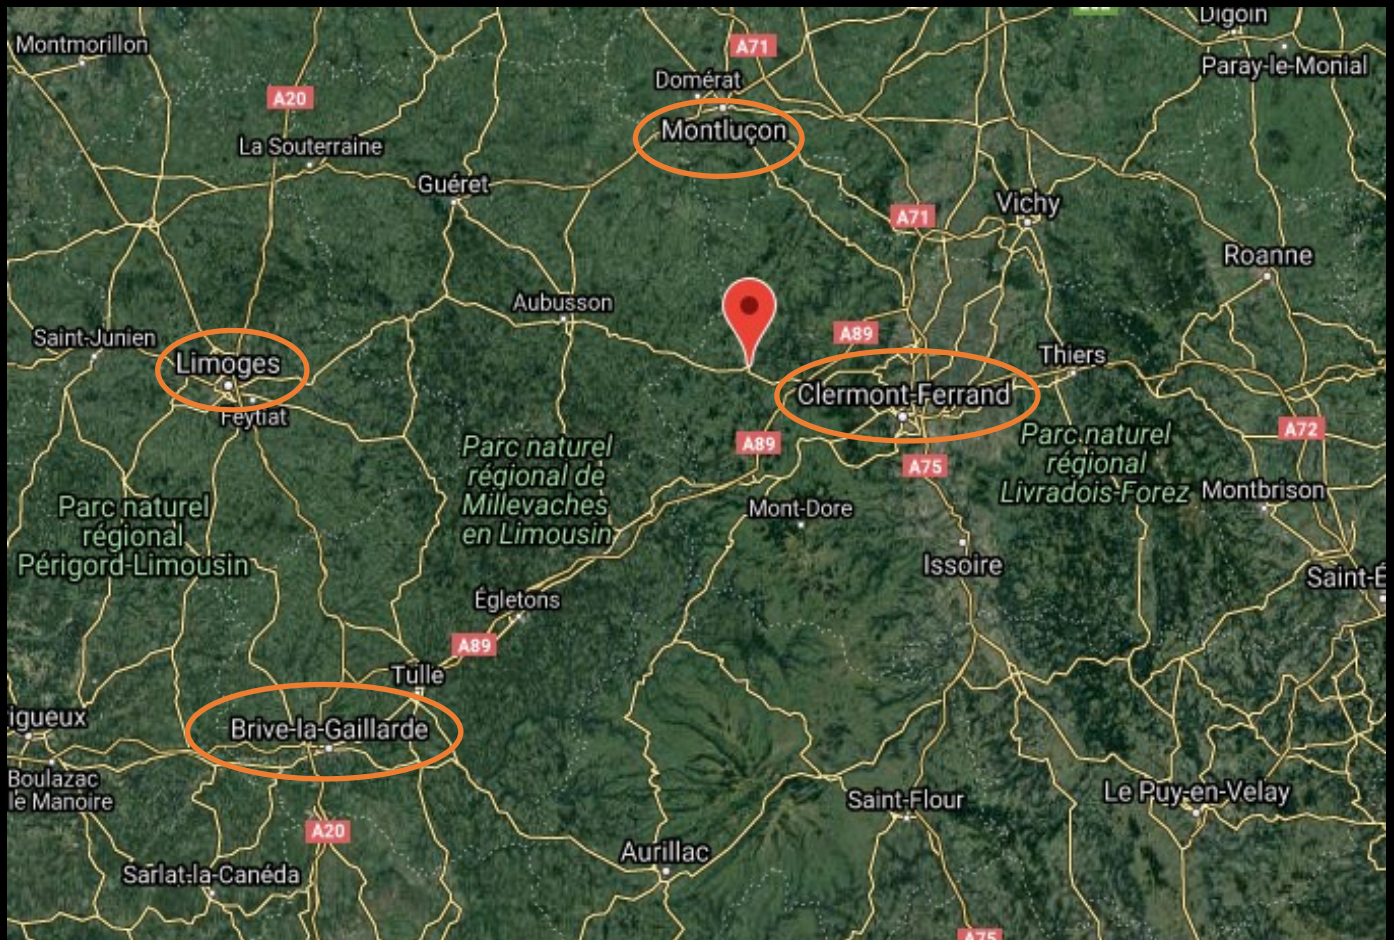 Digoin
Montmorillon
A71
Paray-le-Monial
Domérat
A20
Montluçon
La Souterraine
Guéret
Vichy
A71
Roanne
Aubusson
A89
Saint-Junien
Thiers
Limoges
Clermont-Ferrand
Feytiat
A72
A89
Parc naturel
régional
Livradois-Forez
Parc naturel
régional de
Millevaches
en Limousin
A75
Montbrison
Mont-Dore
Parc naturel
régional
Périgord-Limousin
Issoire
Saint-É
Égletons
A89
Tulle
igueux
Brive-la-Gaillarde
Boulazac
le Manoire
Le Puy-en-Velay
Saint-Flour
A20
Aurillac
Sarlat-la-Canéda
A75